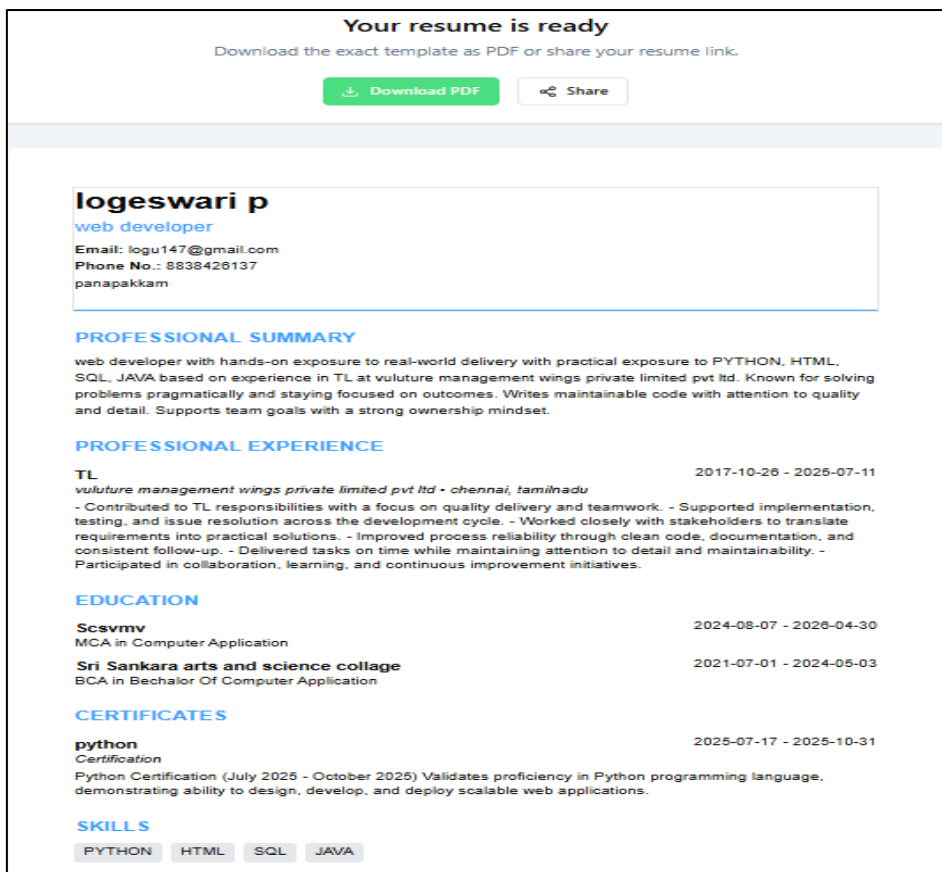 Your resume is ready
Download the exact template as PDF or share your resume link.
Download PDF Share
logeswari p
web developer
Email: logu147@gmail.com
Phone No.: 8838426137
panapakkam
PROFESSIONAL SUMMARY
web developer with hands-on exposure to real-world delivery with practical exposure to PYTHON, HTML,
SQL, JAVA based on experience in TL at vuluture management wings private limited pvt ltd. Known for solving
problems pragmatically and staying focused on outcomes. Writes maintainable code with attention to quality
and detail. Supports team goals with a strong ownership mindset.
PROFESSIONAL EXPERIENCE
TL 2017-10-26 - 2025-07-11
vuluture management wings private limited pvt ltd • chennai, tamilnadu
- Contributed to TL responsibilities with a focus on quality delivery and teamwork. - Supported implementation,
testing, and issue resolution across the development cycle. - Worked closely with stakeholders to translate
requirements into practical solutions. - Improved process reliability through clean code, documentation, and
consistent follow-up. - Delivered tasks on time while maintaining attention to detail and maintainability. -
Participated in collaboration, learning, and continuous improvement initiatives.
EDUCATION
Scsvmv 2024-08-07 - 2026-04-30
MCA in Computer Application
Sri Sankara arts and science collage 2021-07-01 - 2024-05-03
BCA in Bechalor Of Computer Application
CERTIFICATES
python 2025-07-17 - 2025-10-31
Certification
Python Certification (July 2025 - October 2025) Validates proficiency in Python programming language,
demonstrating ability to design, develop, and deploy scalable web applications.
SKILLS
PYTHON HTML SQL JAVA